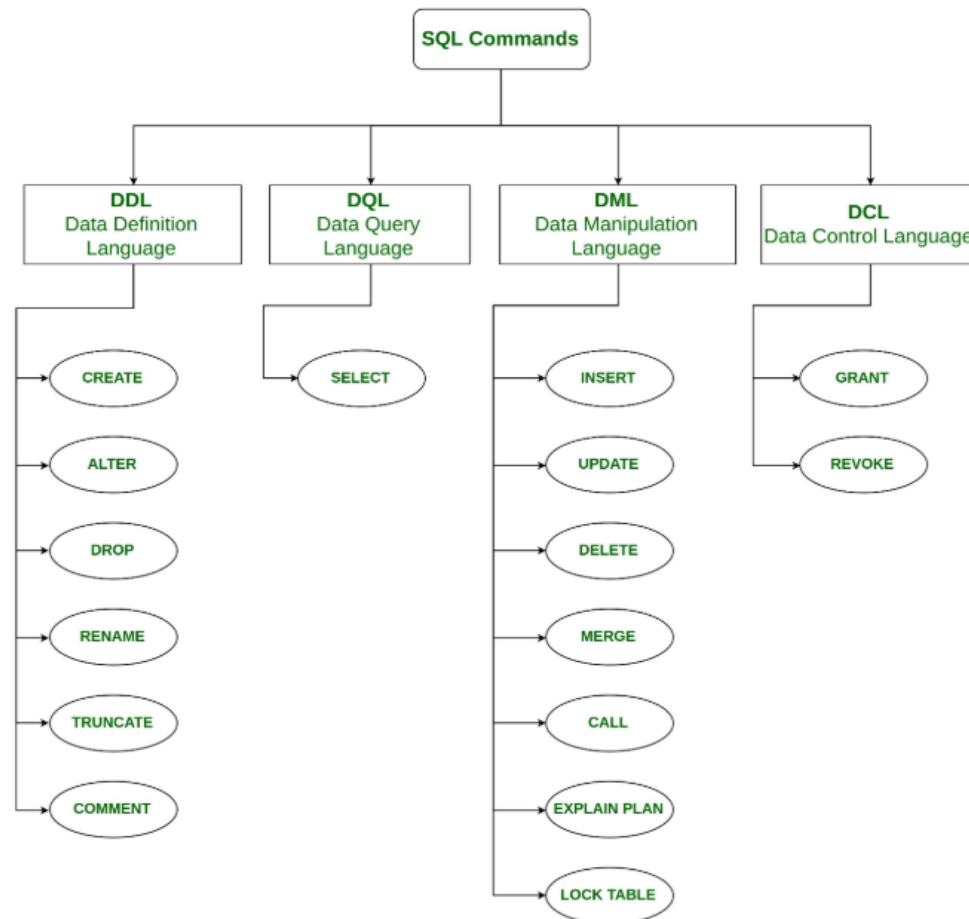 SQL Commands
DDL
Data Definition
Language
DQL
Data Query
Language
DML
Data Manipulation
Language
DCL
Data Control Language
CREATE
ALTER
DROP
RENAME
TRUNCATE
COMMENT
SELECT
INSERT
UPDATE
DELETE
MERGE
CALL
EXPLAIN PLAN
LOCK TABLE
GRANT
REVOKE